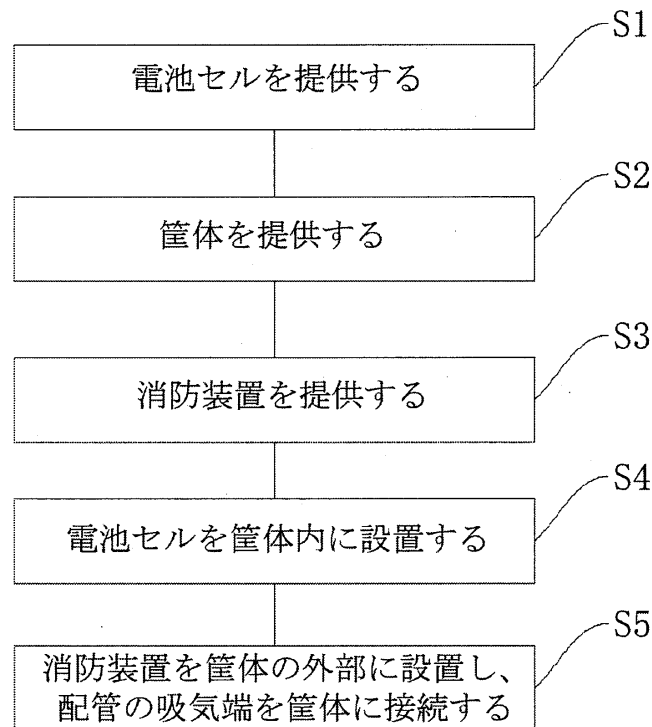 S1
電池セルを提供する
S2
筐体を提供する
S3
消防装置を提供する
S4
電池セルを筐体内に設置する
S5
消防装置を筐体の外部に設置し、
配管の吸気端を筐体に接続する